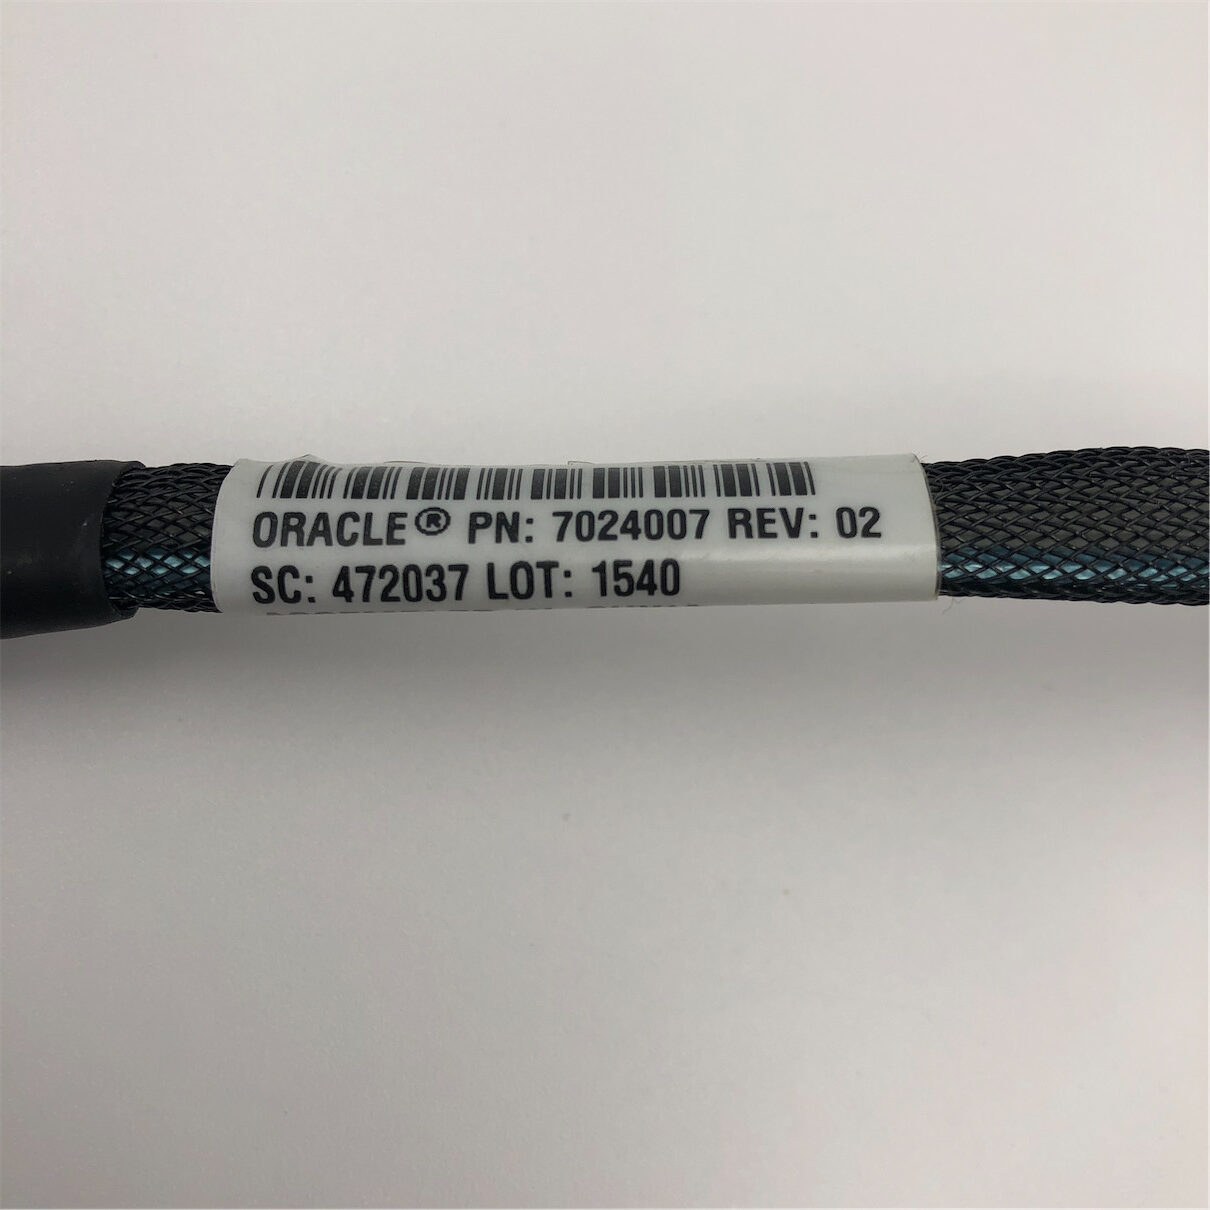 ORACLE® PN: 7024007 REV: 02
SC: 472037 LOT: 1540